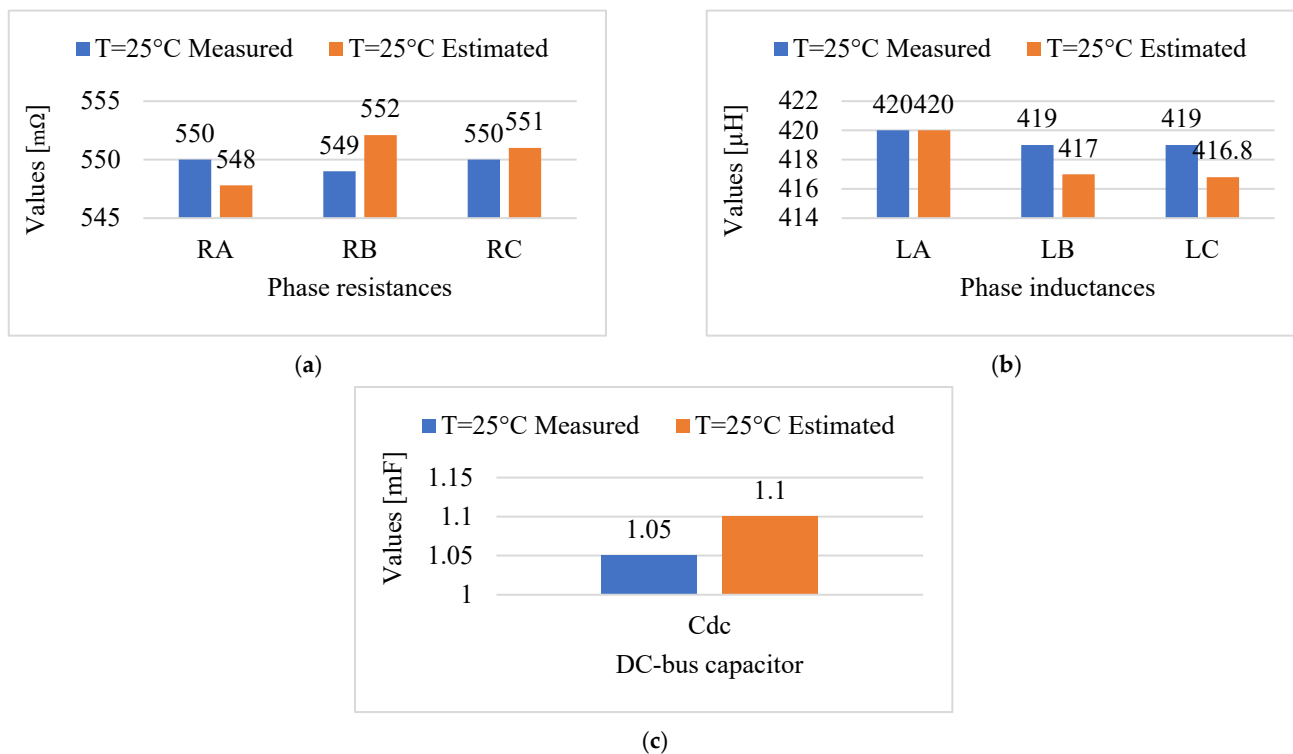 T=25°C Measured T=25°C Estimated
Values [mΩ]
555
550
545
550 548
549 552
550 551
RA RB RC
Phase resistances
(a)
T=25°C Measured T=25°C Estimated
Values [µH]
422
420
418
416
414
420 420
419 417
419 416.8
LA LB LC
Phase inductances
(b)
T=25°C Measured T=25°C Estimated
Values [mF]
1.15
1.1
1.05
1
1.05 1.1
Cdc
DC-bus capacitor
(c)